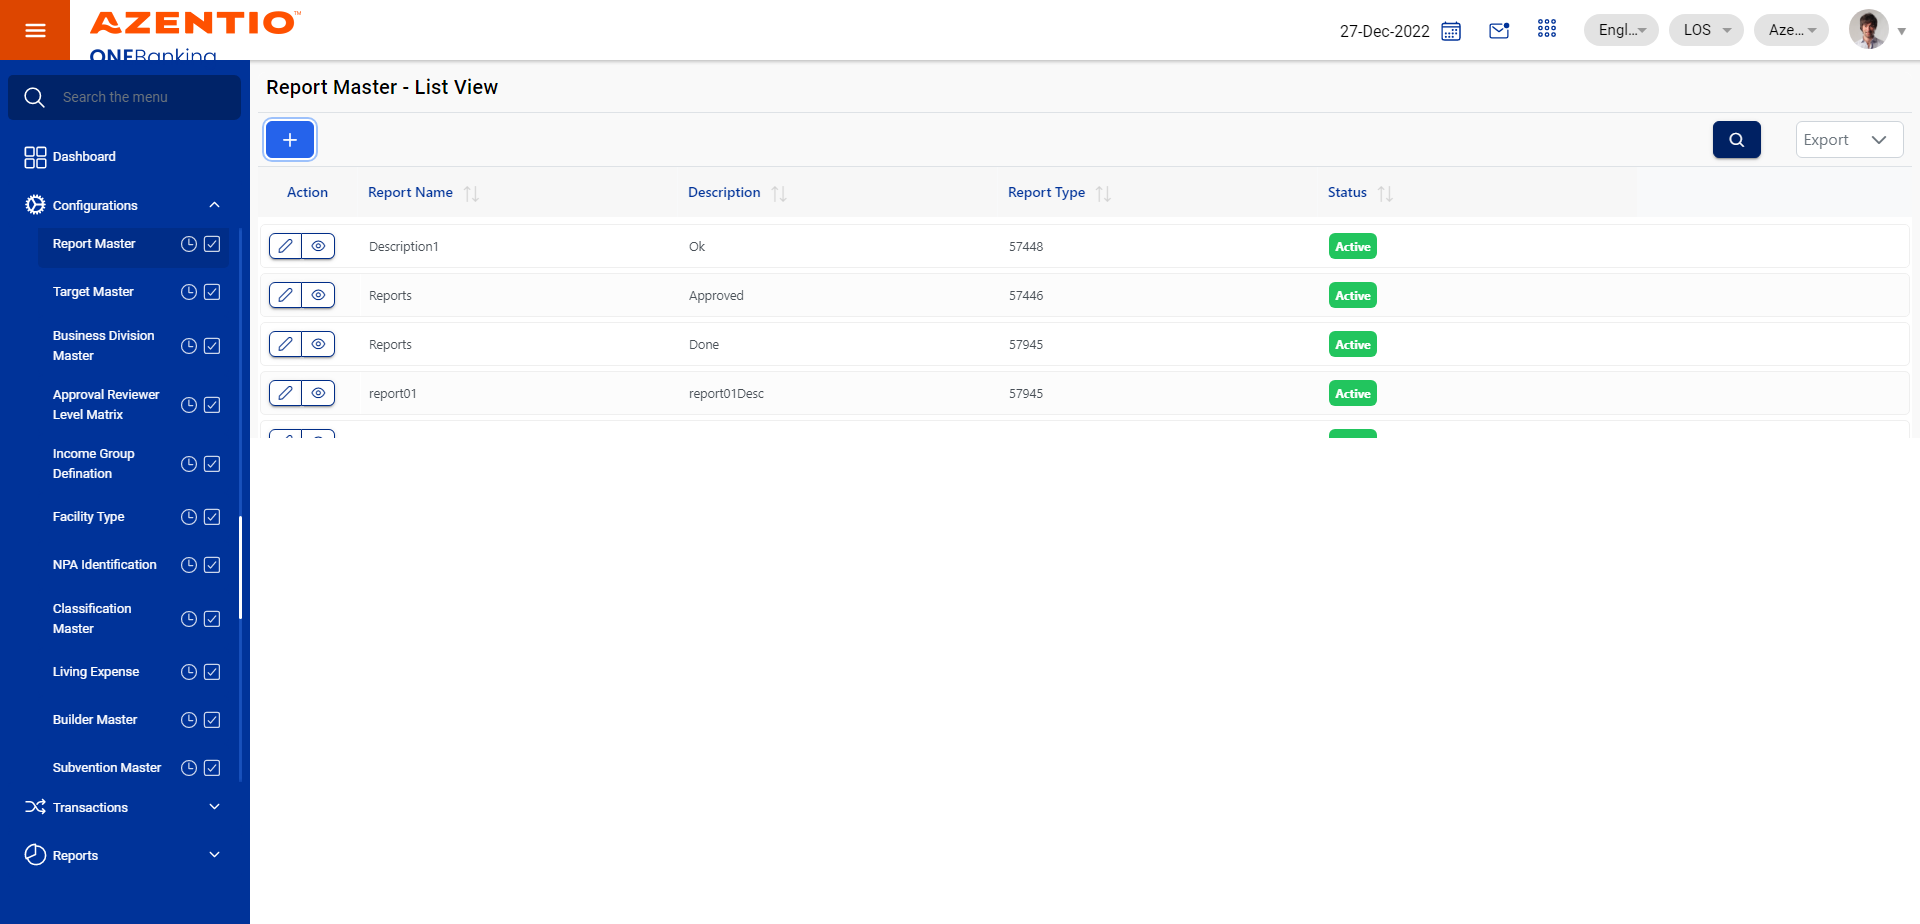 AZENTIO™
ONEBanking
27-Dec-2022
Engl...
LOS
Aze...
Search the menu
Dashboard
Configurations
Report Master
Target Master
Business Division
Master
Approval Reviewer
Level Matrix
Income Group
Defination
Facility Type
NPA Identification
Classification
Master
Living Expense
Builder Master
Subvention Master
Transactions
Reports
Report Master - List View
Export
Action Report Name Description Report Type Status
Description1 Ok 57448 Active
Reports Approved 57446 Active
Reports Done 57945 Active
report01 report01Desc 57945 Active